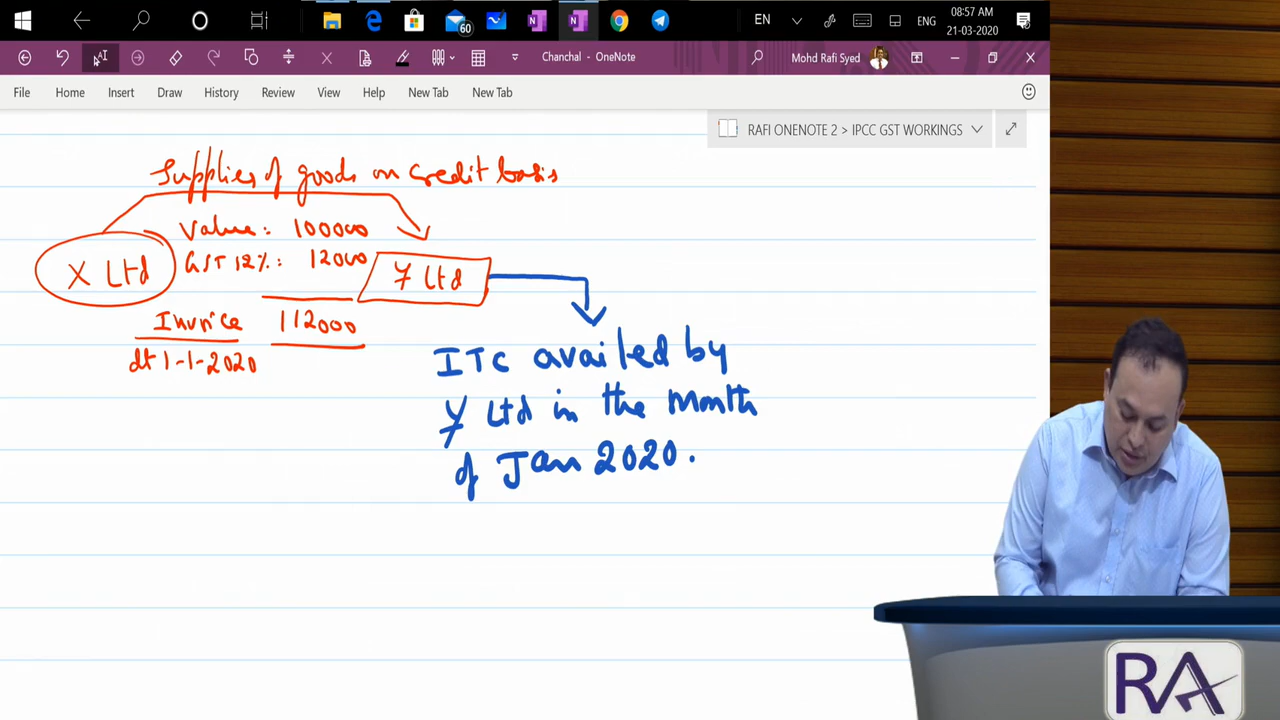 60
EN
ENG
08:57 AM
21-03-2020
Chanchal - OneNote
Mohd Rafi Syed
File Home Insert Draw History Review View Help New Tab New Tab
RAFI ONENOTE 2 > IPCC GST WORKINGS
Supplies of goods on credit basis
Value: 100000
GST 12%: 12000
X Ltd
Y Ltd
Invoice 112000
dt 1-1-2020
ITC availed by
Y Ltd in the month
of Jan 2020.
RA